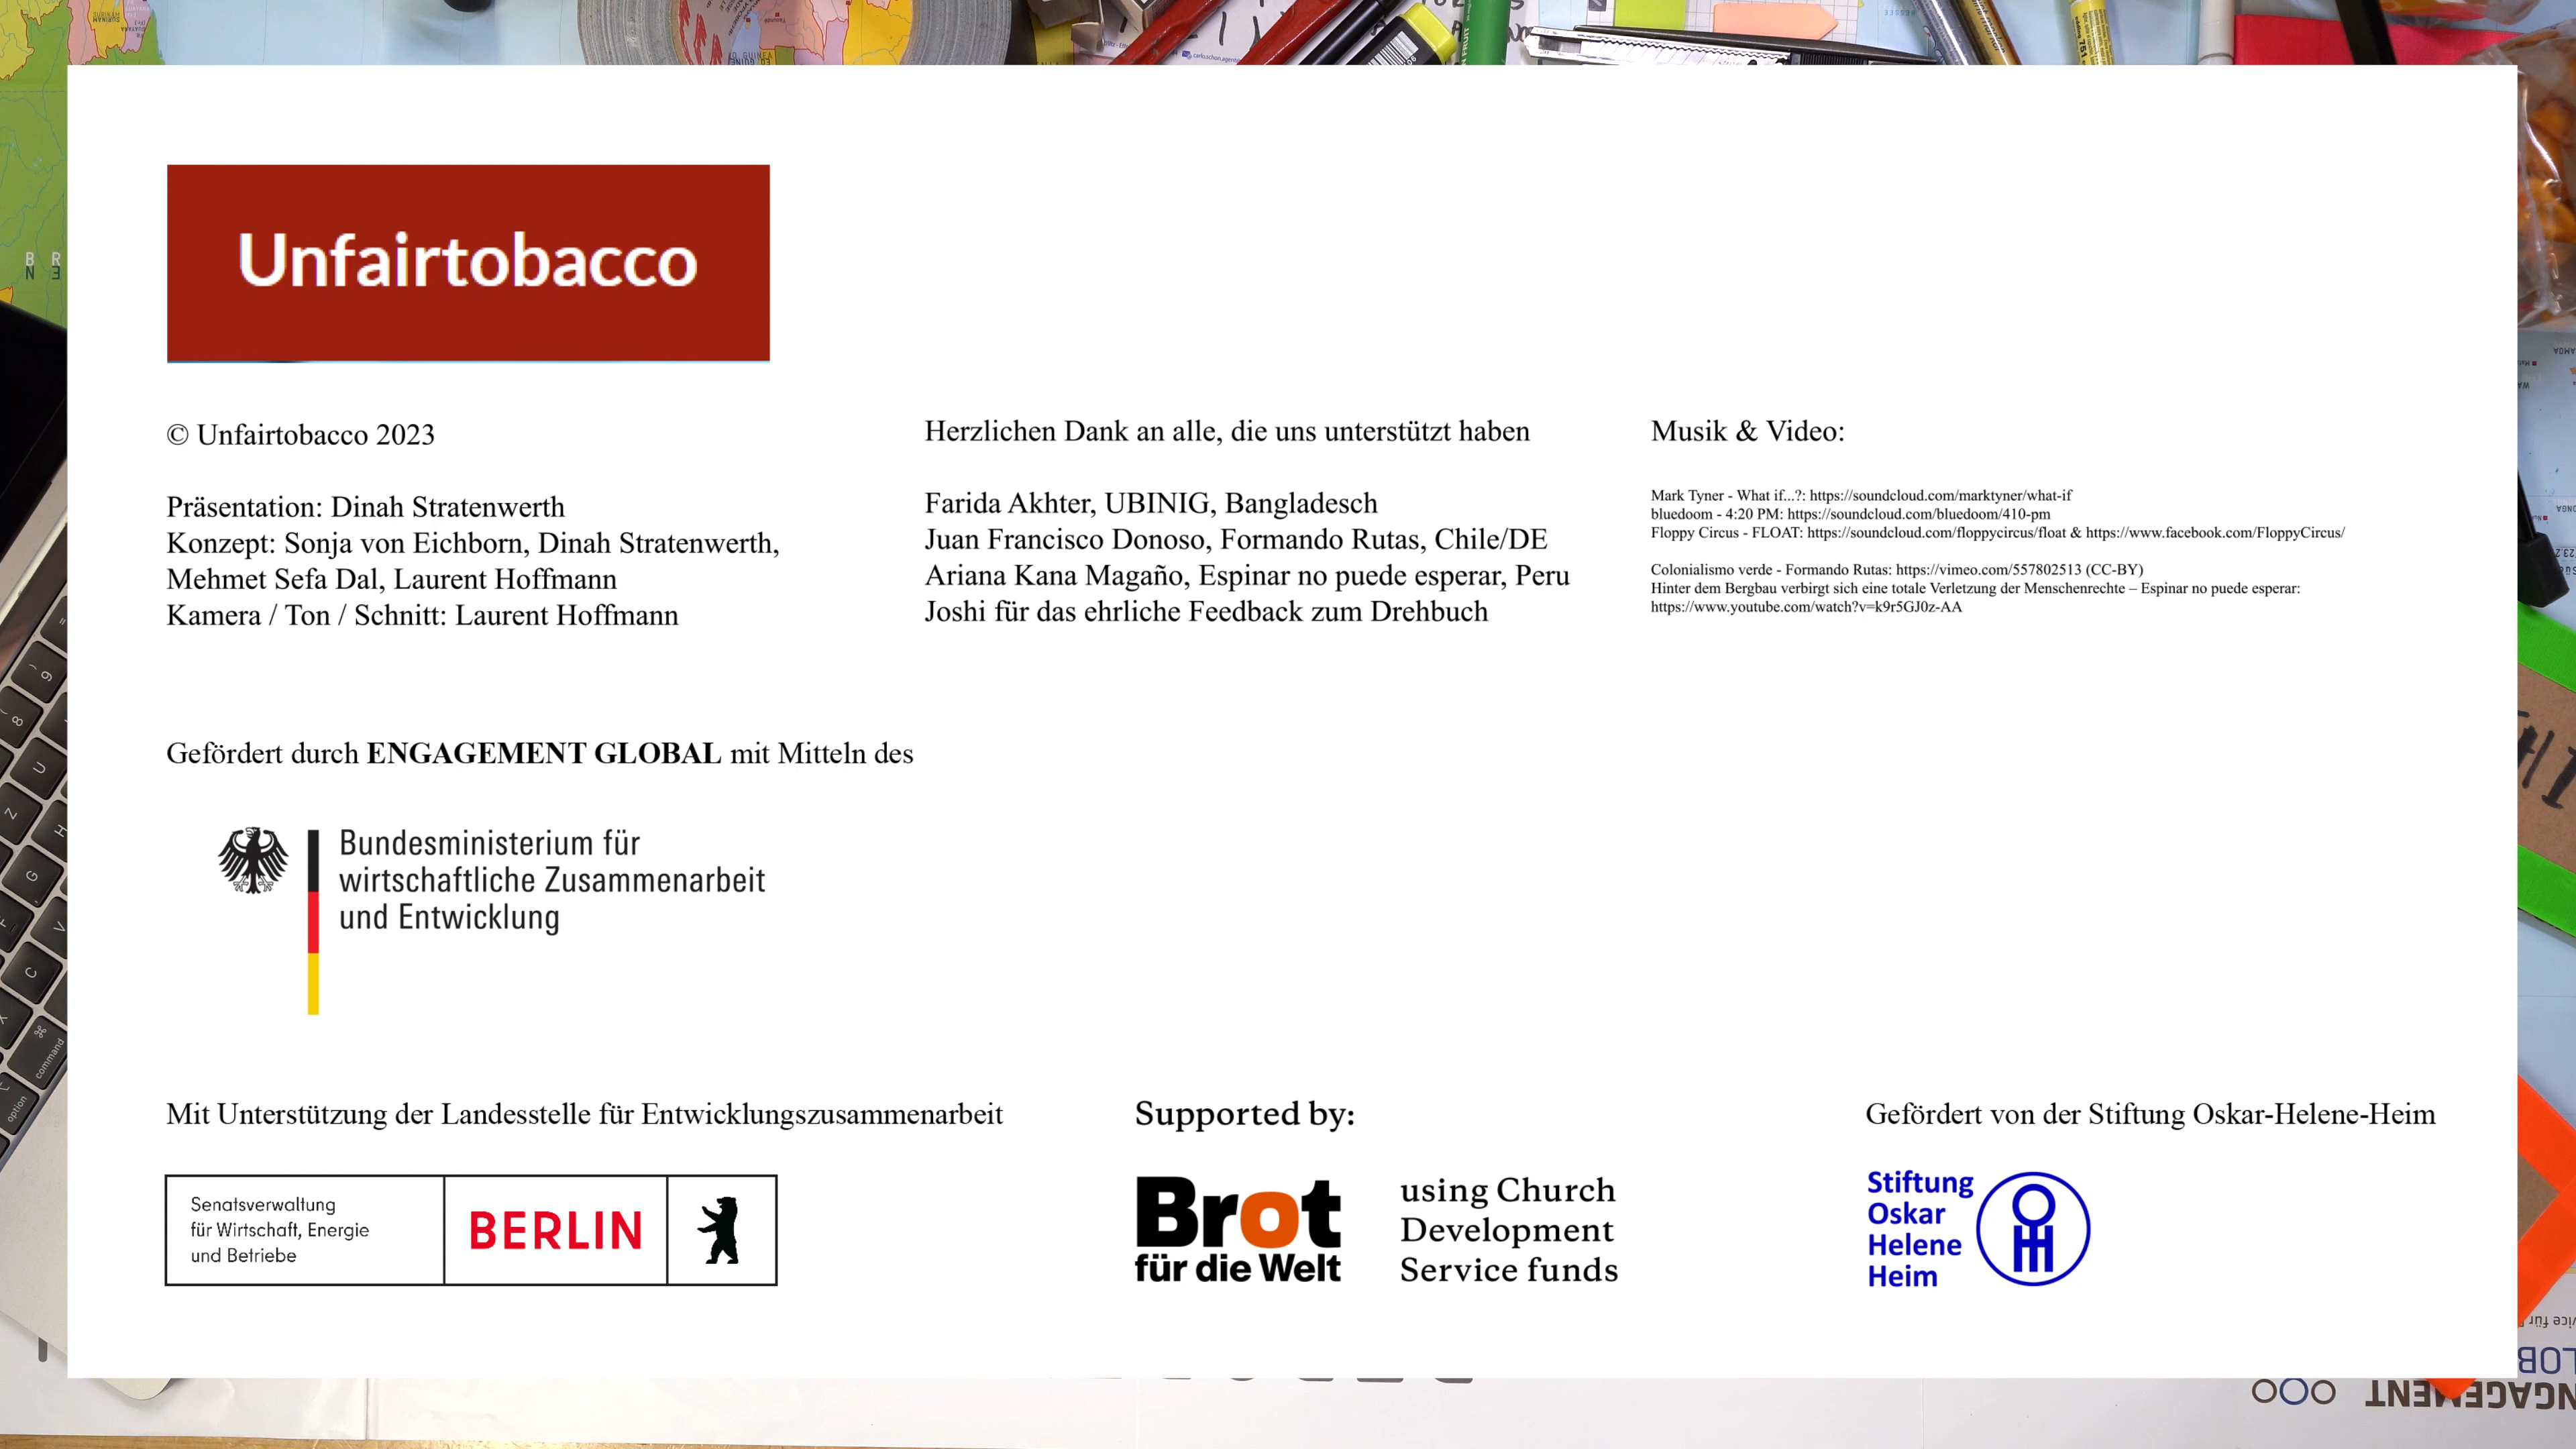 Unfairtobacco
© Unfairtobacco 2023
Präsentation: Dinah Stratenwerth
Konzept: Sonja von Eichborn, Dinah Stratenwerth,
Mehmet Sefa Dal, Laurent Hoffmann
Kamera / Ton / Schnitt: Laurent Hoffmann
Herzlichen Dank an alle, die uns unterstützt haben
Farida Akhter, UBINIG, Bangladesch
Juan Francisco Donoso, Formando Rutas, Chile/DE
Ariana Kana Magaño, Espinar no puede esperar, Peru
Joshi für das ehrliche Feedback zum Drehbuch
Musik & Video:
Mark Tyner - What if...?: https://soundcloud.com/marktyner/what-if
bluedoom - 4:20 PM: https://soundcloud.com/bluedoom/410-pm
Floppy Circus - FLOAT: https://soundcloud.com/floppycircus/float & https://www.facebook.com/FloppyCircus/
Colonialismo verde - Formando Rutas: https://vimeo.com/557802513 (CC-BY)
Hinter dem Bergbau verbirgt sich eine totale Verletzung der Menschenrechte – Espinar no puede esperar:
https://www.youtube.com/watch?v=k9r5GJ0z-AA
Gefördert durch ENGAGEMENT GLOBAL mit Mitteln des
Bundesministerium für
wirtschaftliche Zusammenarbeit
und Entwicklung
Mit Unterstützung der Landesstelle für Entwicklungszusammenarbeit
Senatsverwaltung
für Wirtschaft, Energie
und Betriebe
BERLIN
Supported by:
Brot
für die Welt
using Church
Development
Service funds
Gefördert von der Stiftung Oskar-Helene-Heim
Stiftung
Oskar
Helene
Heim
command
option